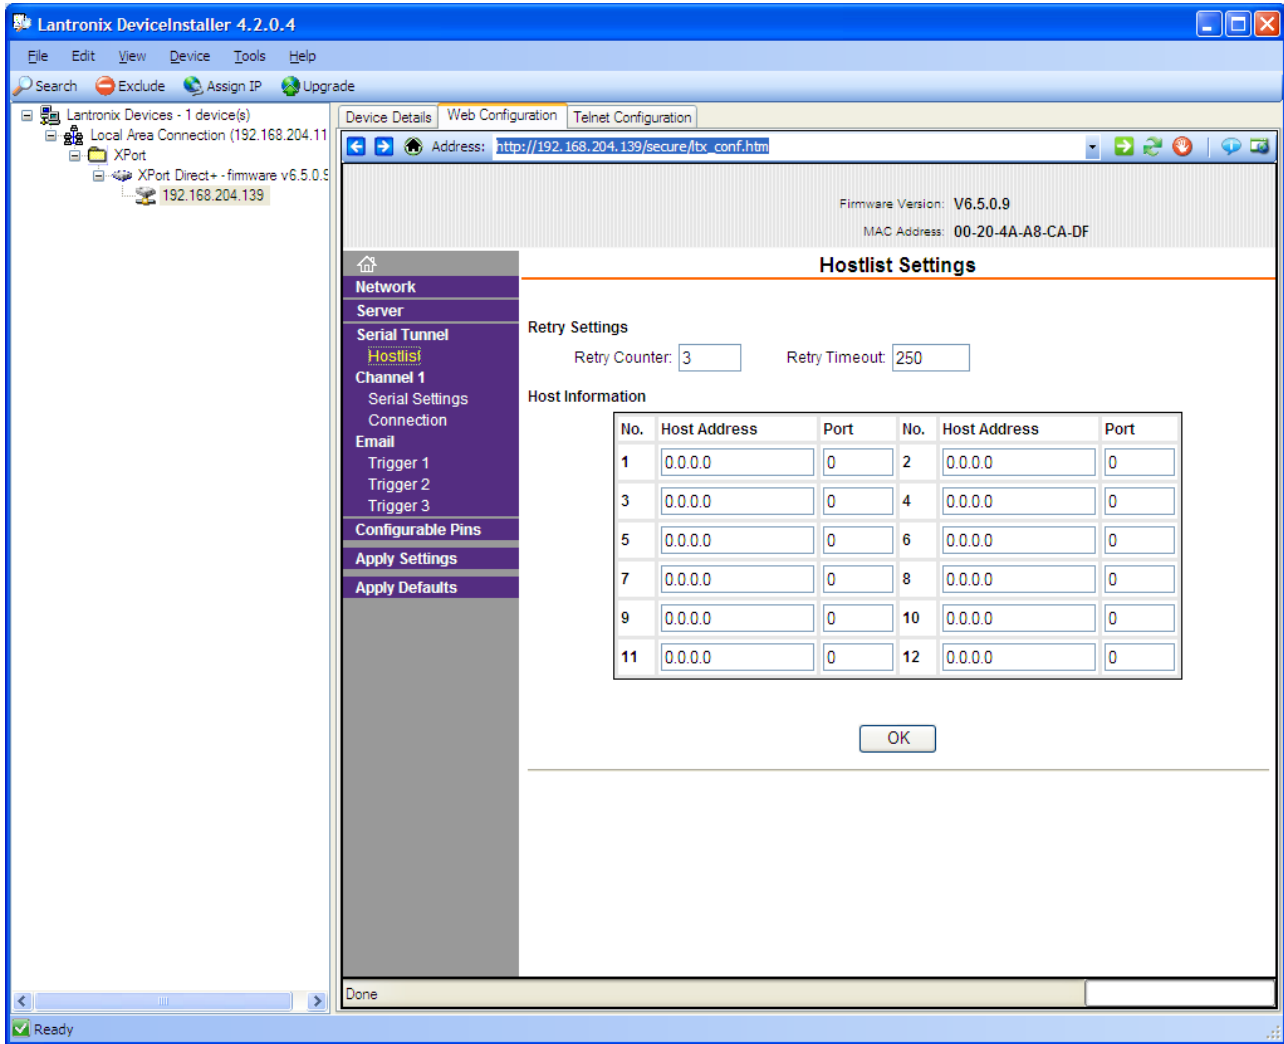 Lantronix DeviceInstaller 4.2.0.4
File Edit View Device Tools Help
Search Exclude Assign IP Upgrade
Lantronix Devices - 1 device(s)
Local Area Connection (192.168.204.11
XPort
XPort Direct+ - firmware v6.5.0.9
192.168.204.139
Device Details Web Configuration Telnet Configuration
Address: http://192.168.204.139/secure/ltx_conf.htm
Firmware Version: V6.5.0.9
MAC Address: 00-20-4A-A8-CA-DF
Network
Server
Serial Tunnel
Hostlist
Channel 1
Serial Settings
Connection
Email
Trigger 1
Trigger 2
Trigger 3
Configurable Pins
Apply Settings
Apply Defaults
Hostlist Settings
Retry Settings
Retry Counter: 3 Retry Timeout: 250
Host Information
No. Host Address Port No. Host Address Port
1 0.0.0.0 0 2 0.0.0.0 0
3 0.0.0.0 0 4 0.0.0.0 0
5 0.0.0.0 0 6 0.0.0.0 0
7 0.0.0.0 0 8 0.0.0.0 0
9 0.0.0.0 0 10 0.0.0.0 0
11 0.0.0.0 0 12 0.0.0.0 0
OK
Done
Ready